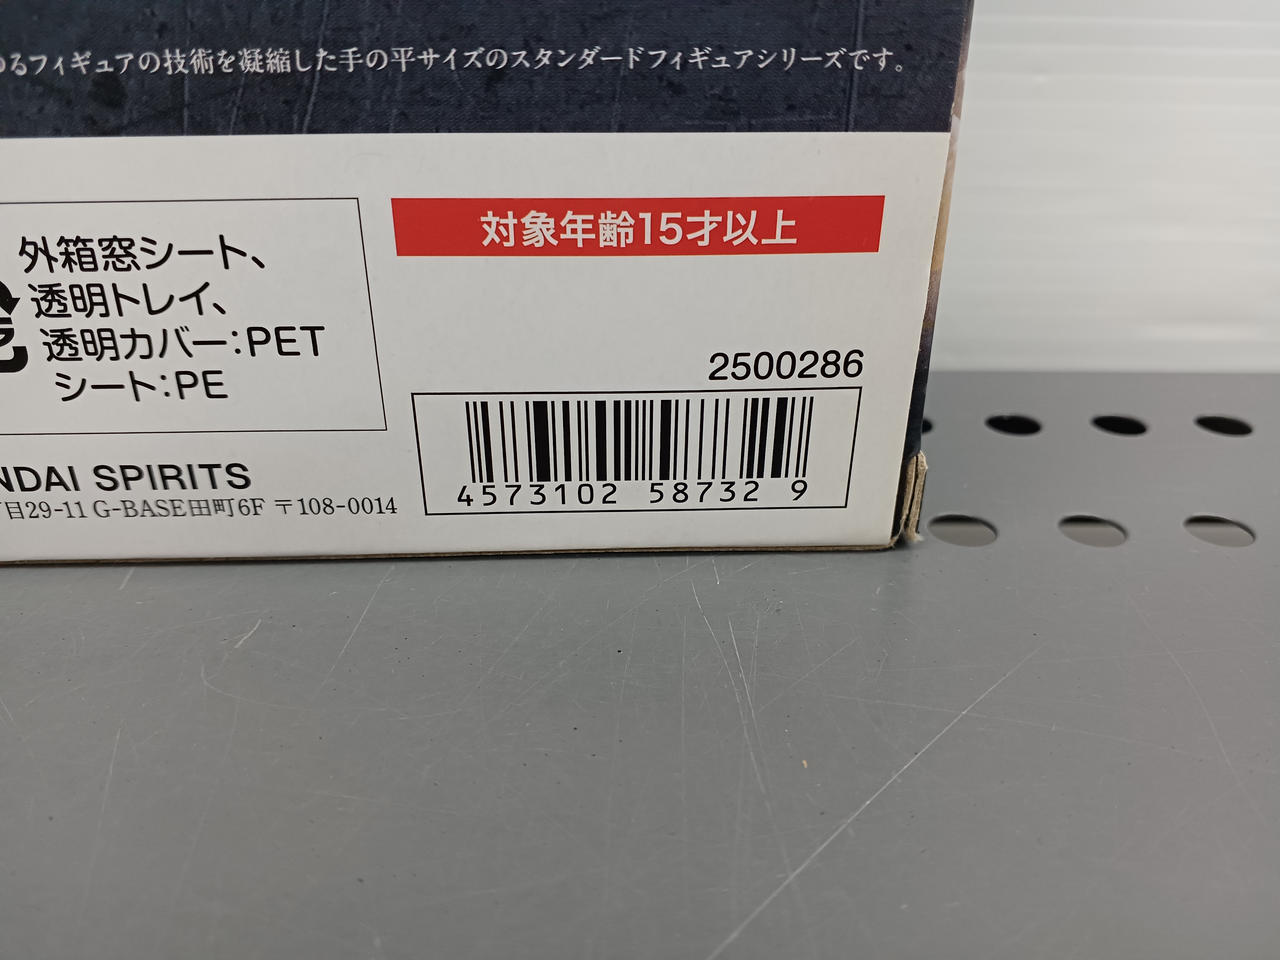 るフィギュアの技術を凝縮した手の平サイズのスタンダードフィギュアシリーズです。
対象年齢15才以上
外箱窓シート、
透明トレイ、
透明カバー:PET
シート:PE
2500286
4573102 58732 9
NDAI SPIRITS
目29-11 G-BASE田町6F 〒108-0014